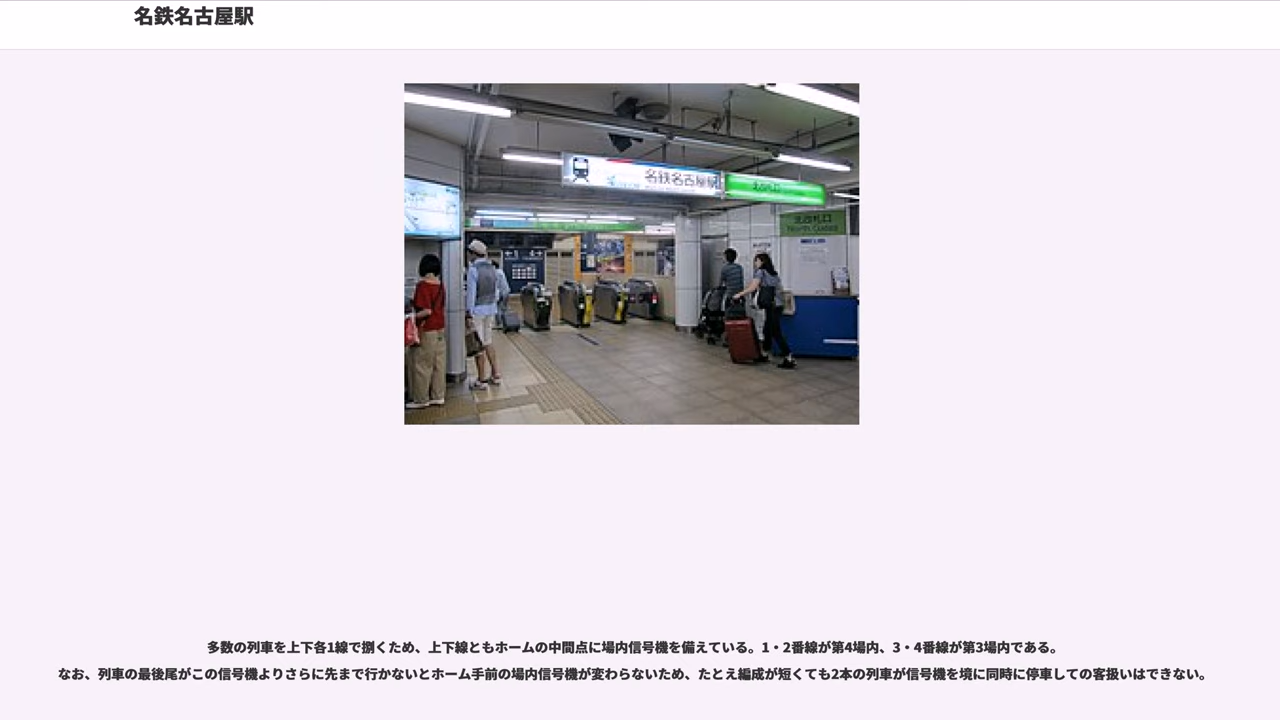 名鉄名古屋駅
名鉄名古屋駅
北改札口
北改札口
North Gates
多数の列車を上下各1線で捌くため、上下線ともホームの中間点に場内信号機を備えている。1・2番線が第4場内、3・4番線が第3場内である。
なお、列車の最後尾がこの信号機よりさらに先まで行かないとホーム手前の場内信号機が変わらないため、たとえ編成が短くても2本の列車が信号機を境に同時に停車しての客扱いはできない。